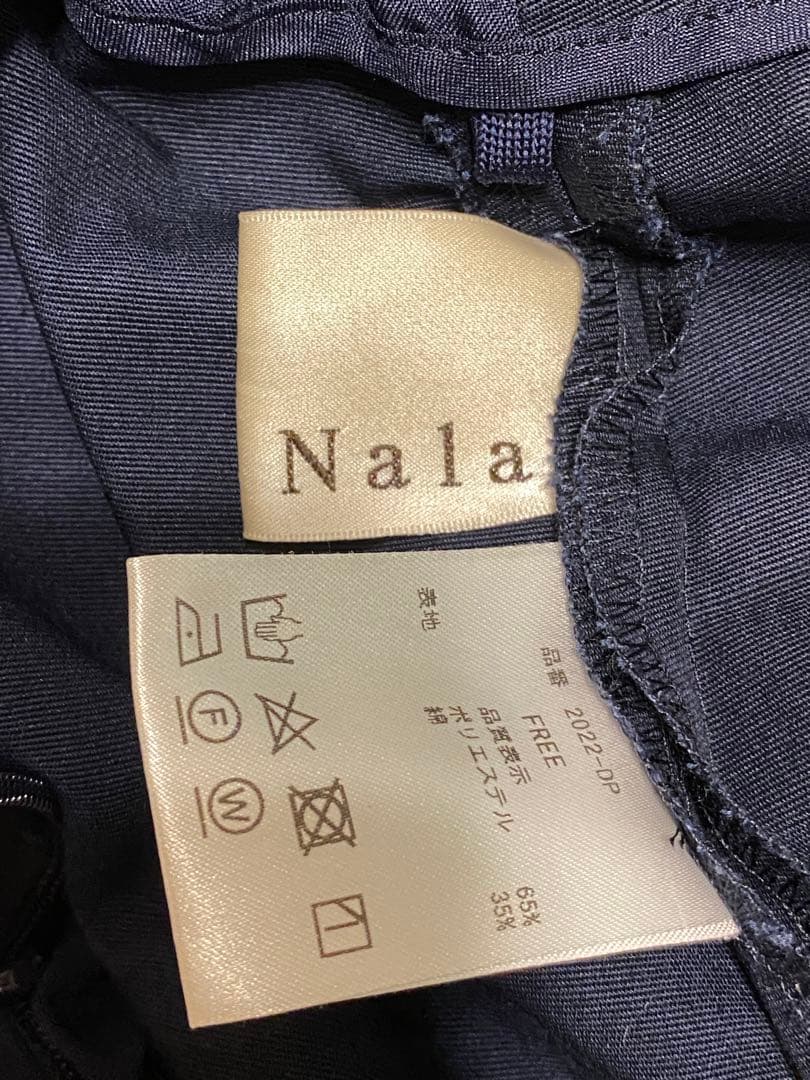 Nala
品番 2022-DP
FREE
品質表示
表地 ポリエステル 65%
綿 35%
F
W